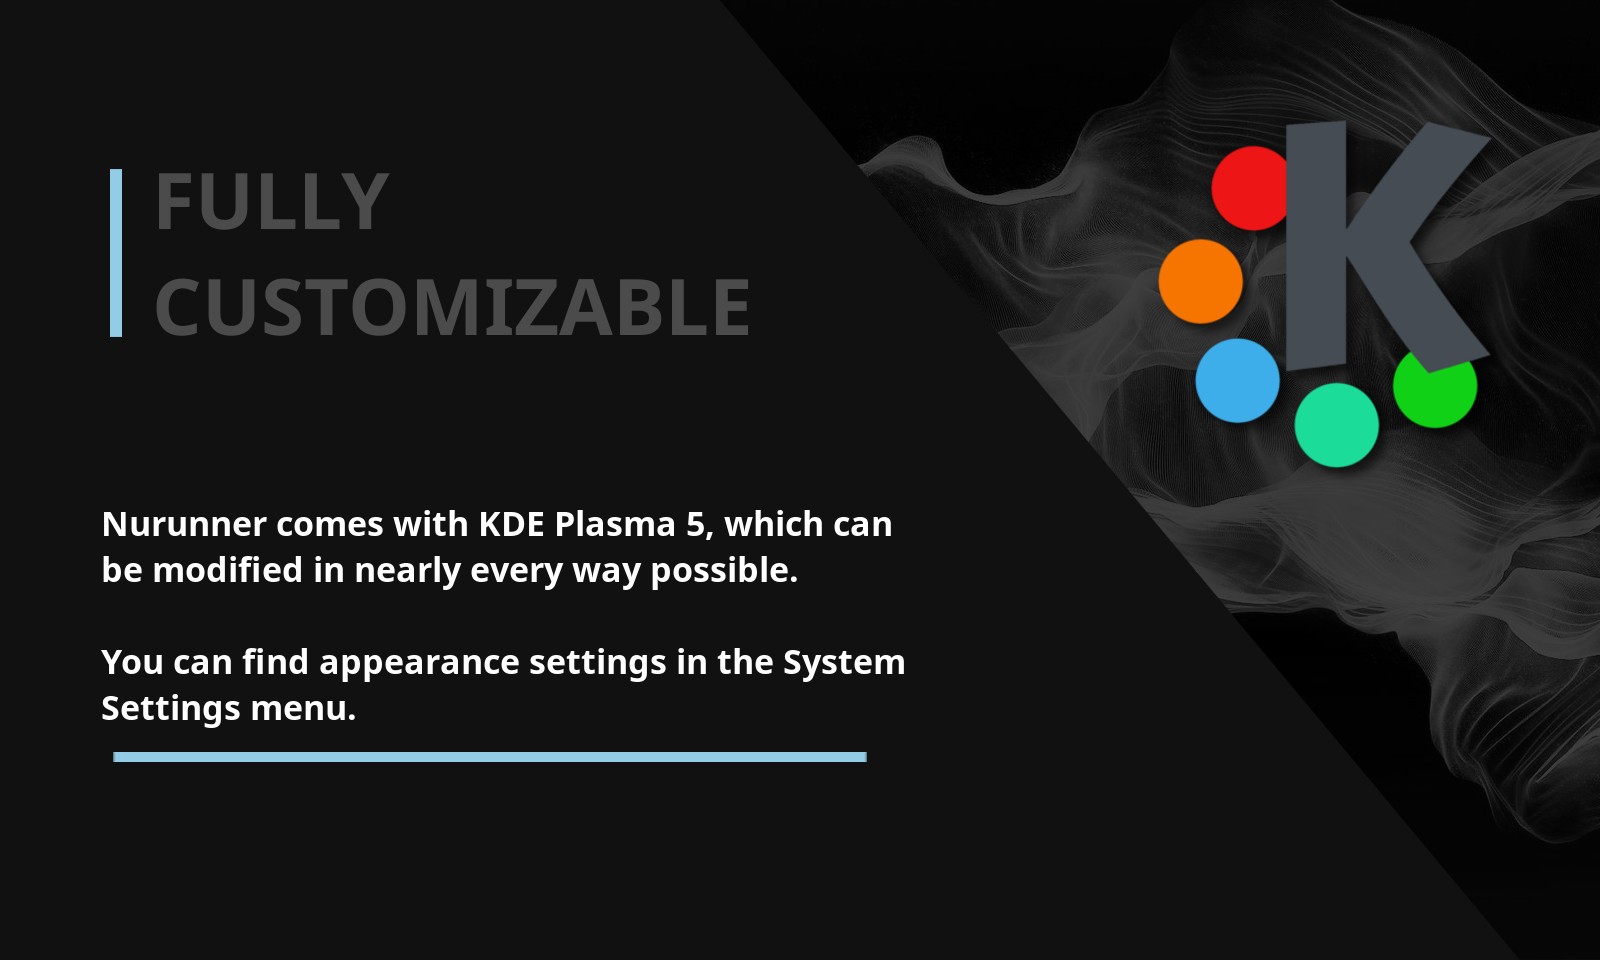 FULLY
CUSTOMIZABLE
K
Nurunner comes with KDE Plasma 5, which can
be modified in nearly every way possible.
You can find appearance settings in the System
Settings menu.